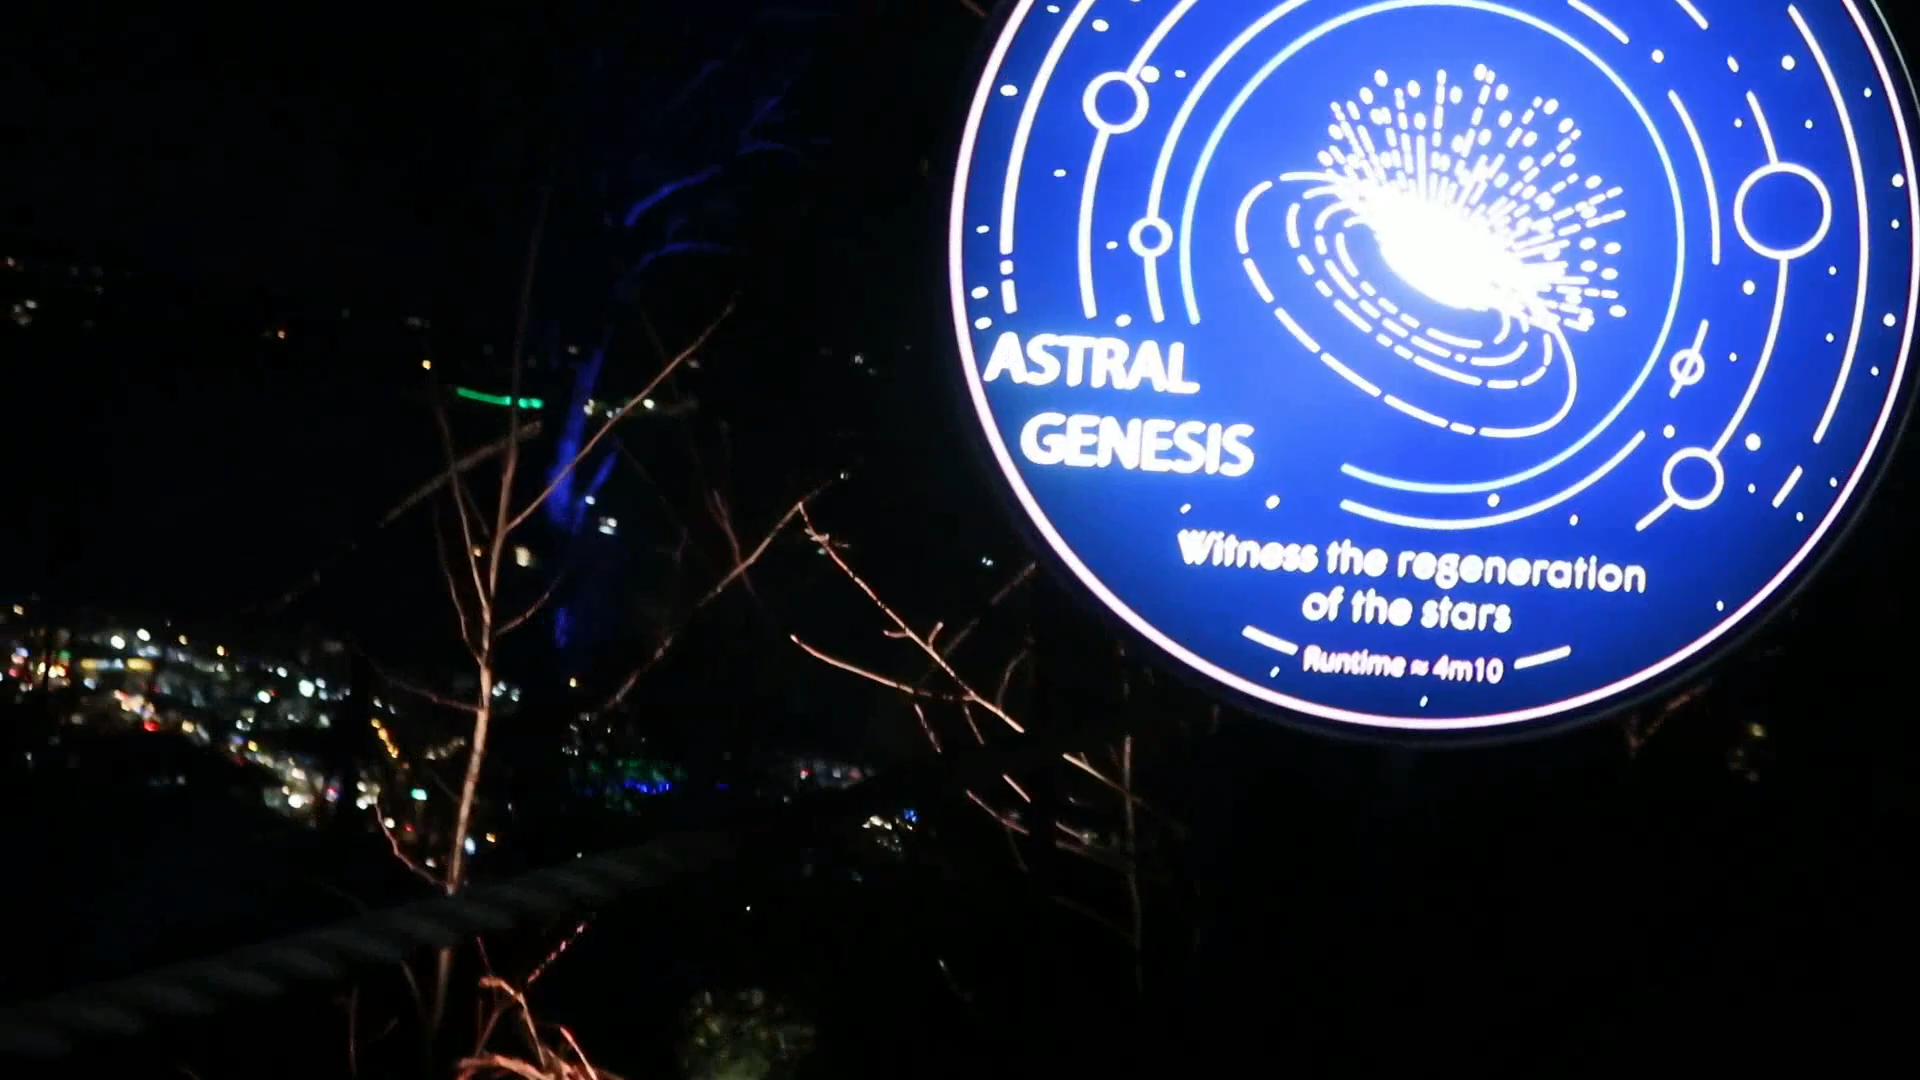 ASTRAL
GENESIS
Witness the regeneration
of the stars
Runtime ≈ 4m10